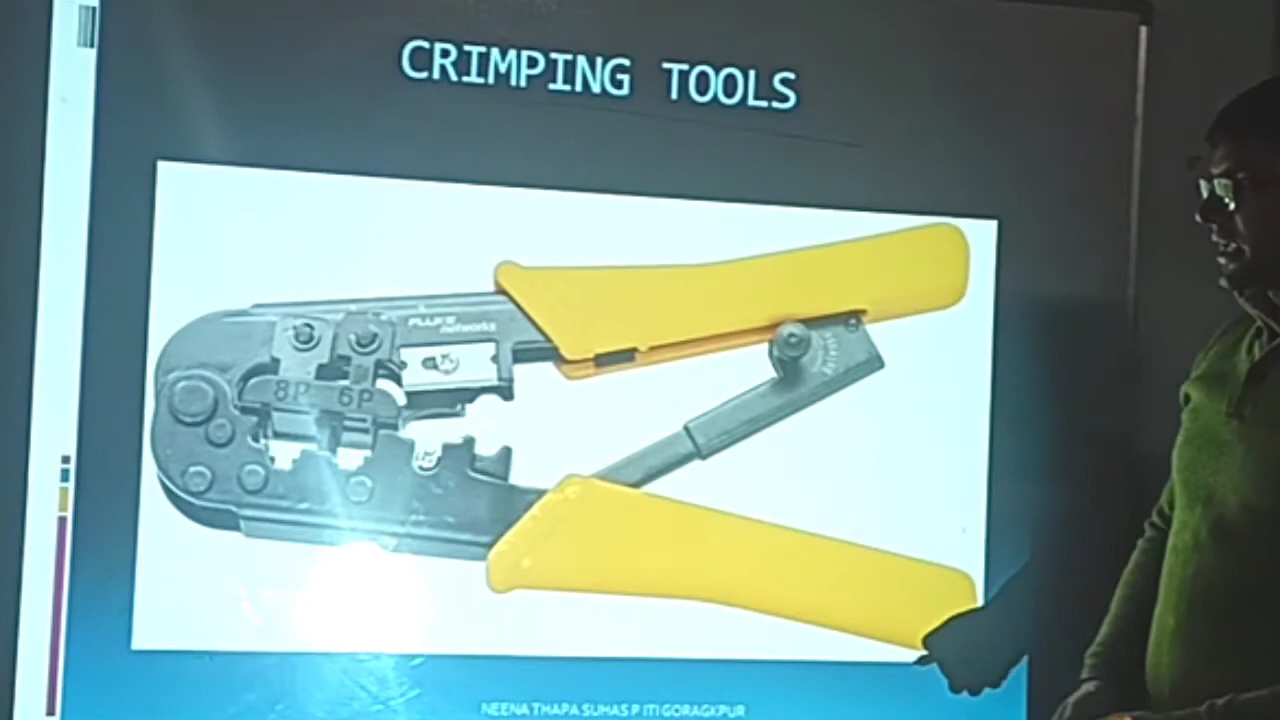 CRIMPING TOOLS
FLUKE
networks
8P 6P
NEENA THAPA SUHAS P ITI GORAGKPUR